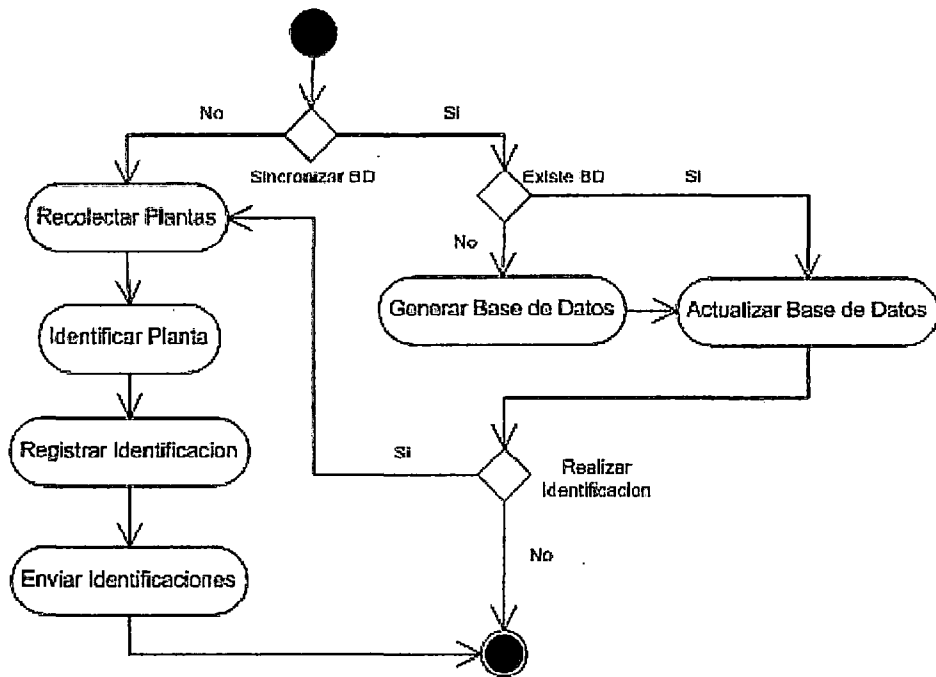 No
Si
Sincronizar BD
Existe BD
Si
Recolectar Plantas
No
Generar Base de Datos
Actualizar Base de Datos
Identificar Planta
Registrar Identificacion
Si
Realizar
Identificacion
Enviar Identificaciones
No